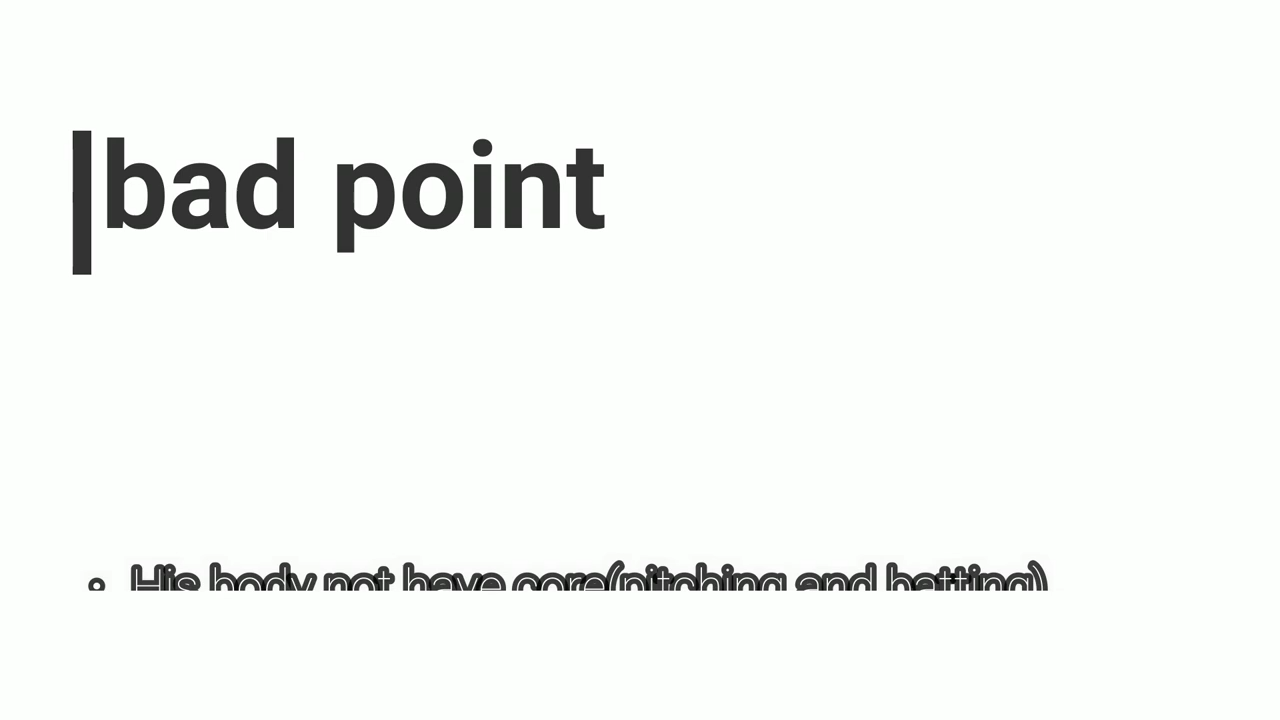 bad point
• His body not have core(pitching and batting)